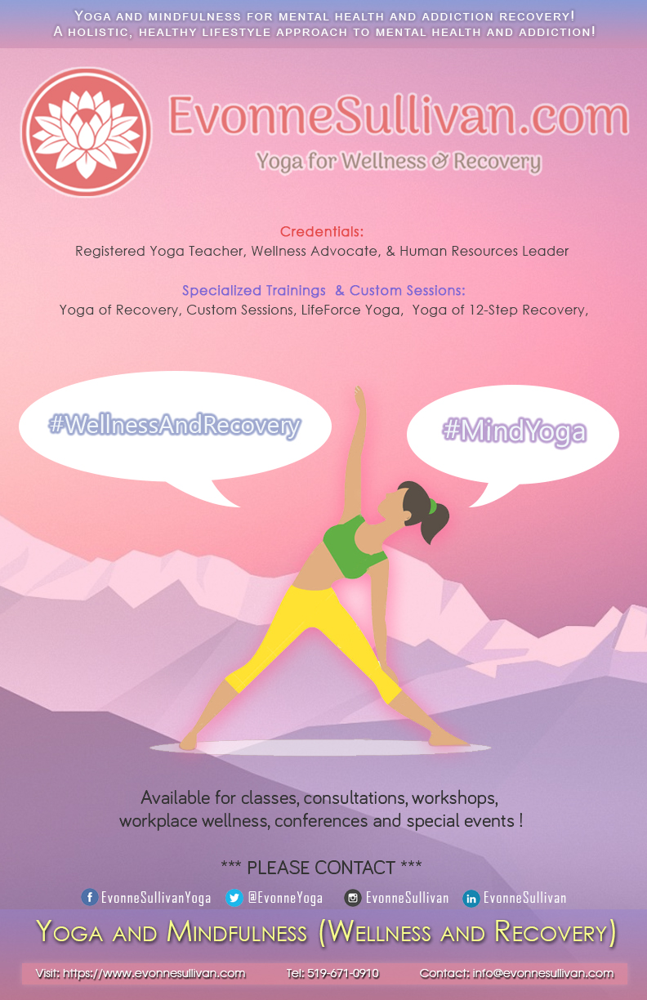 Yoga and mindfulness for mental health and addiction recovery!
A holistic, healthy lifestyle approach to mental health and addiction!
EvonneSullivan.com
Yoga for Wellness & Recovery
Credentials:
Registered Yoga Teacher, Wellness Advocate, & Human Resources Leader
Specialized Trainings & Custom Sessions:
Yoga of Recovery, Custom Sessions, LifeForce Yoga, Yoga of 12-Step Recovery,
#WellnessAndRecovery
#MindYoga
Available for classes, consultations, workshops,
workplace wellness, conferences and special events !
*** PLEASE CONTACT ***
f EvonneSullivanYoga @EvonneYoga EvonneSullivan in EvonneSullivan
Yoga and Mindfulness (Wellness and Recovery)
Visit: https://www.evonnesullivan.com Tel: 519-671-0910 Contact: info@evonnesullivan.com